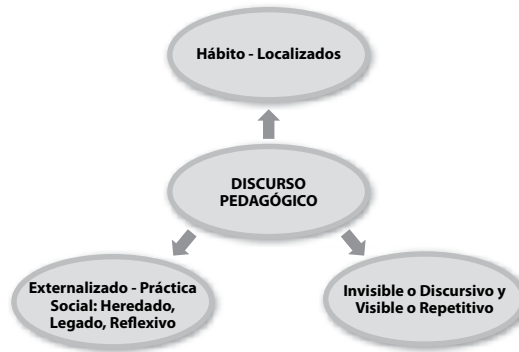 Hábito - Localizados
DISCURSO
PEDAGÓGICO
Externalizado - Práctica
Social: Heredado,
Legado, Reflexivo
Invisible o Discursivo y
Visible o Repetitivo